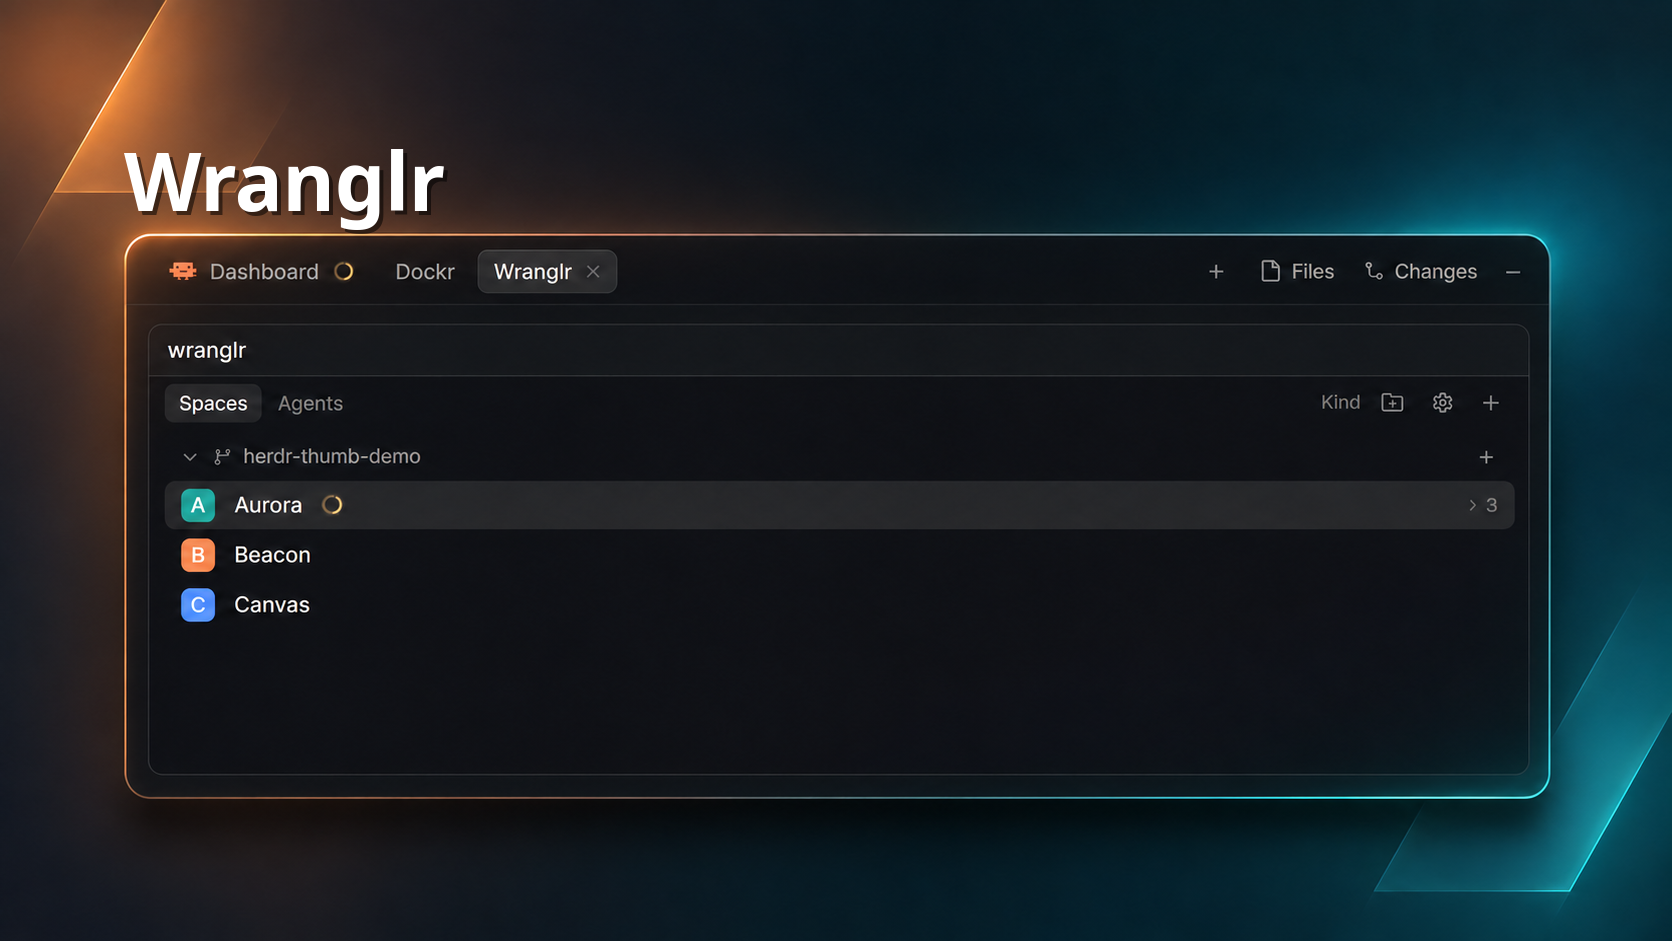 Wranglr
Dashboard Dockr Wranglr + Files Changes
wranglr
Spaces Agents Kind +
herdr-thumb-demo +
A Aurora > 3
B Beacon
C Canvas